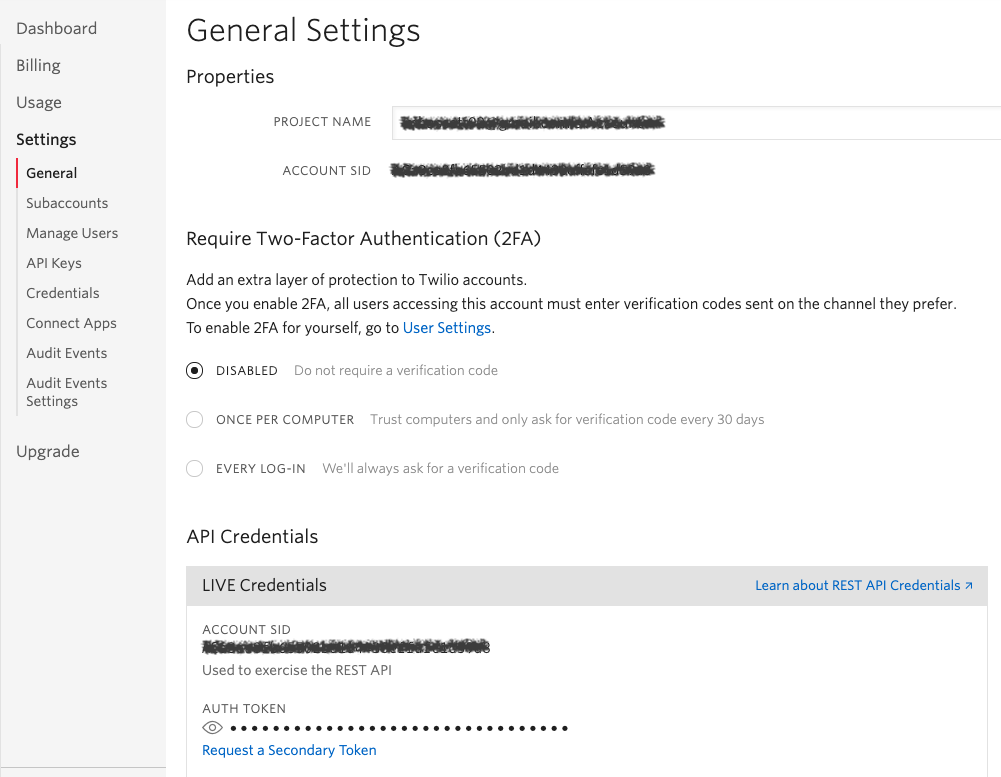 Dashboard
Billing
Usage
Settings
General
Subaccounts
Manage Users
API Keys
Credentials
Connect Apps
Audit Events
Audit Events
Settings
Upgrade
General Settings
Properties
PROJECT NAME
ACCOUNT SID
Require Two-Factor Authentication (2FA)
Add an extra layer of protection to Twilio accounts.
Once you enable 2FA, all users accessing this account must enter verification codes sent on the channel they prefer.
To enable 2FA for yourself, go to User Settings.
DISABLED Do not require a verification code
ONCE PER COMPUTER Trust computers and only ask for verification code every 30 days
EVERY LOG-IN We'll always ask for a verification code
API Credentials
LIVE Credentials Learn about REST API Credentials
ACCOUNT SID
Used to exercise the REST API
AUTH TOKEN
Request a Secondary Token